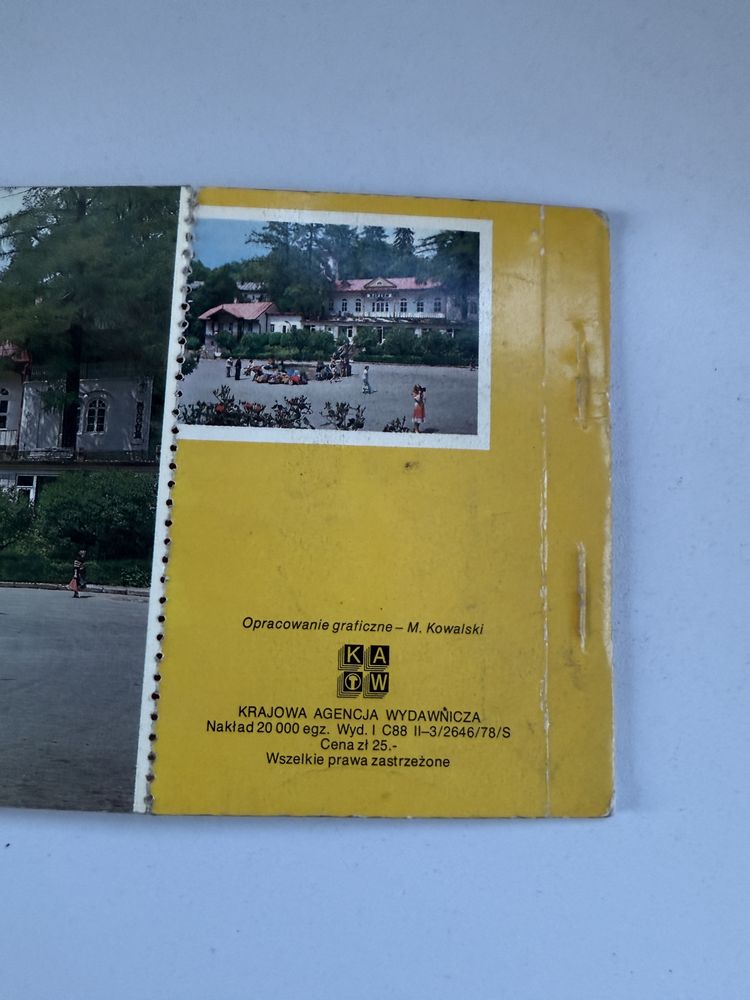 Opracowanie graficzne – M. Kowalski
K A
W
KRAJOWA AGENCJA WYDAWNICZA
Nakład 20 000 egz. Wyd. I C88 II–3/2646/78/S
Cena zł 25.-
Wszelkie prawa zastrzeżone